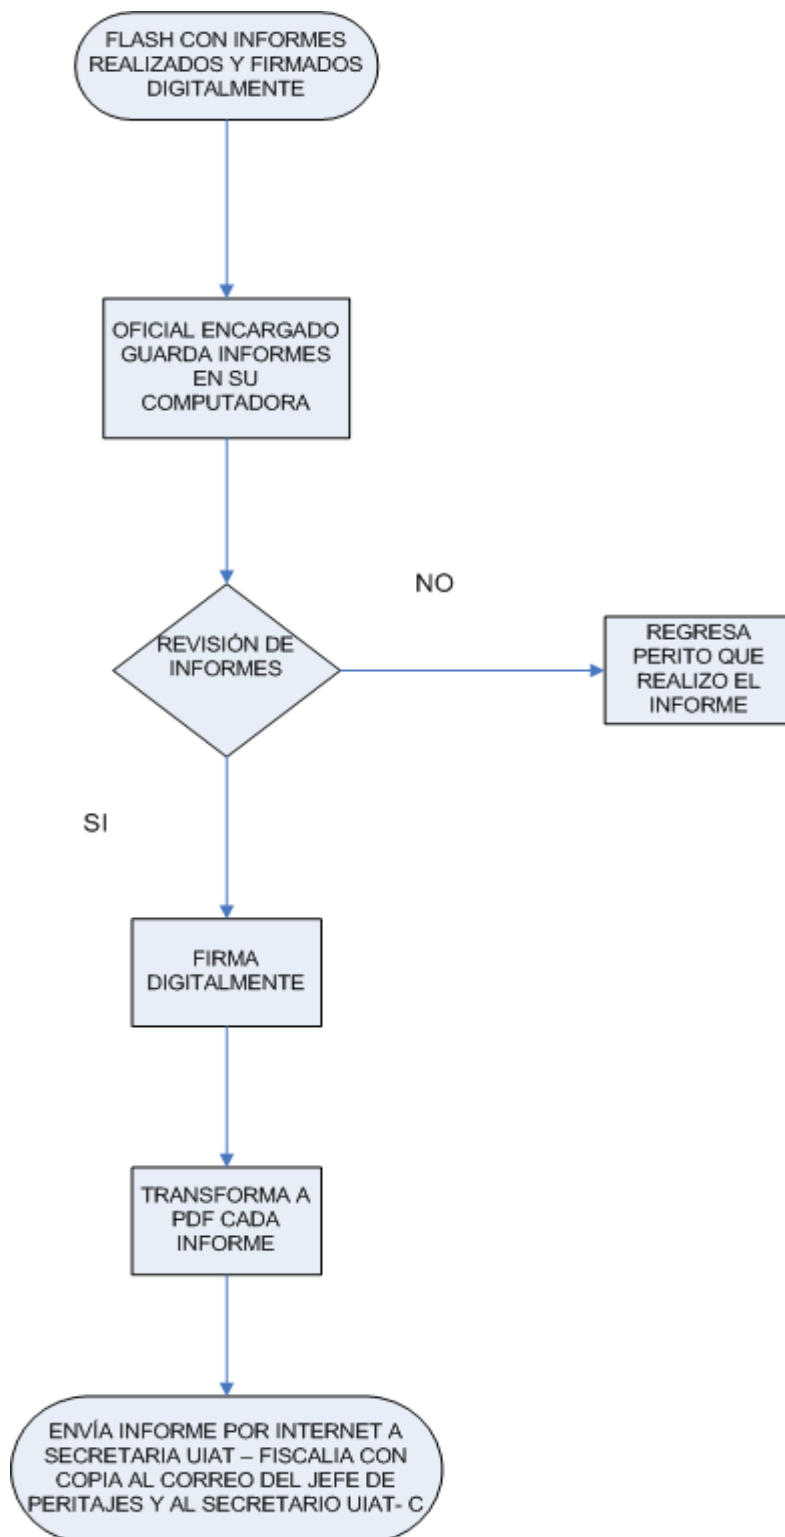 FLASH CON INFORMES
REALIZADOS Y FIRMADOS
DIGITALMENTE
OFICIAL ENCARGADO
GUARDA INFORMES
EN SU
COMPUTADORA
NO
REVISIÓN DE
INFORMES
REGRESA
PERITO QUE
REALIZO EL
INFORME
SI
FIRMA
DIGITALMENTE
TRANSFORMA A
PDF CADA
INFORME
ENVÍA INFORME POR INTERNET A
SECRETARIA UIAT – FISCALIA CON
COPIA AL CORREO DEL JEFE DE
PERITAJES Y AL SECRETARIO UIAT- C